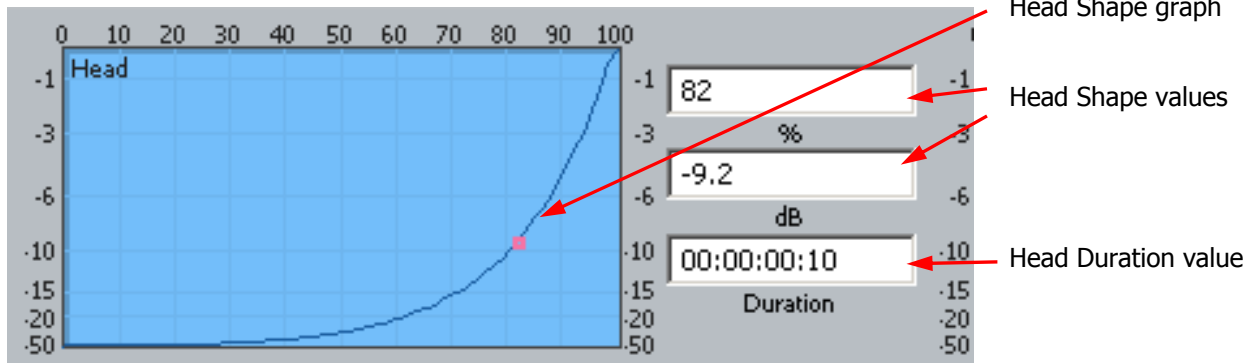 Head Shape graph
0 10 20 30 40 50 60 70 80 90 100
Head
-1 -1 -1
82
Head Shape values
%
-3 -3 -3
-9.2
-6 -6 -6
dB
-10 -10 -10
00:00:00:10
Head Duration value
-15 -15 -15
Duration
-20 -20 -20
-50 -50 -50